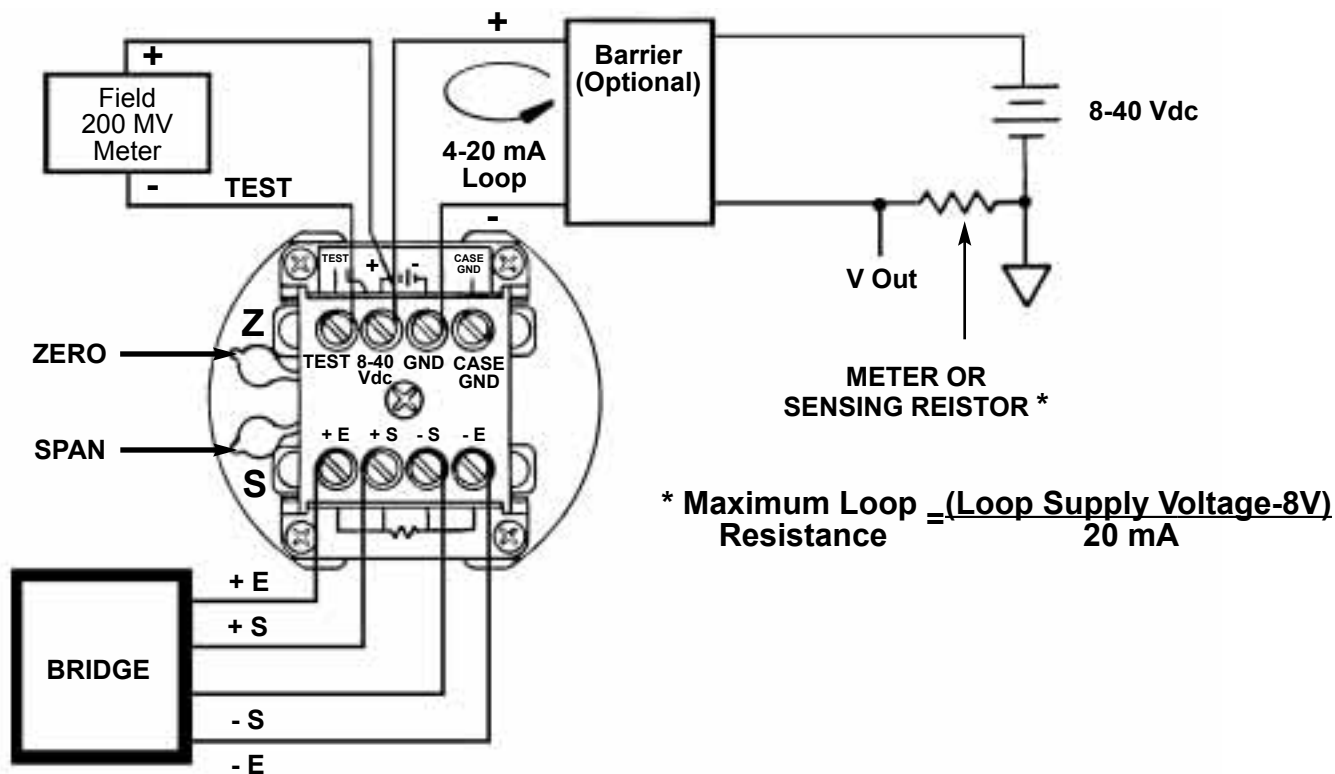 +
+
Field
200 MV
Meter
-
TEST
+
4-20 mA
Loop
-
Barrier
(Optional)
8-40 Vdc
V Out
METER OR
SENSING REISTOR *
* Maximum Loop Resistance = (Loop Supply Voltage-8V)
20 mA
TEST + - CASE
GND
Z
ZERO
TEST 8-40 Vdc GND CASE GND
SPAN
S
+ E + S - S - E
BRIDGE
+ E
+ S
- S
- E